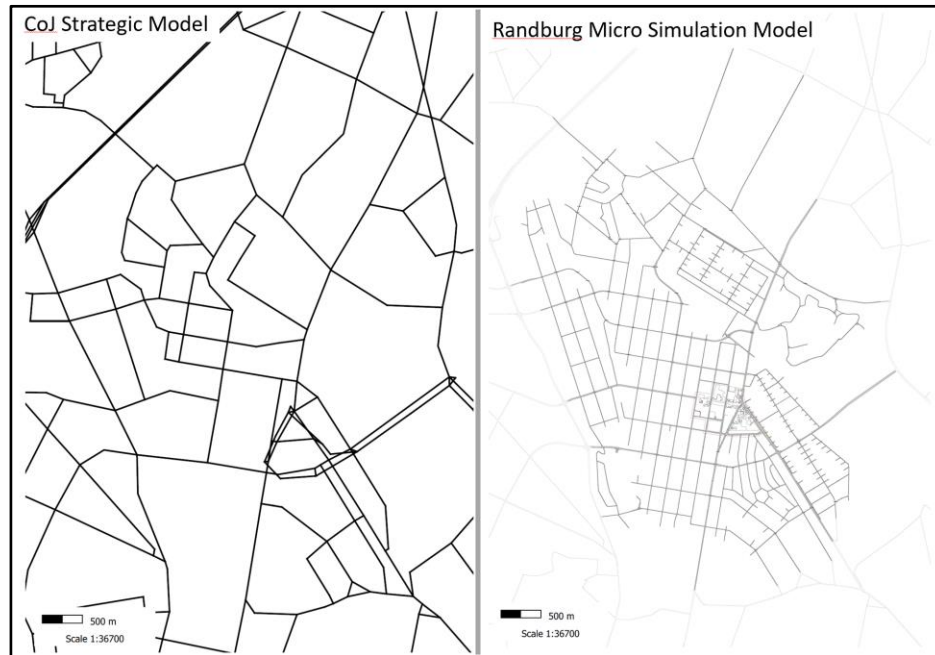 CoJ Strategic Model
Randburg Micro Simulation Model
500 m
Scale 1:36700
500 m
Scale 1:36700